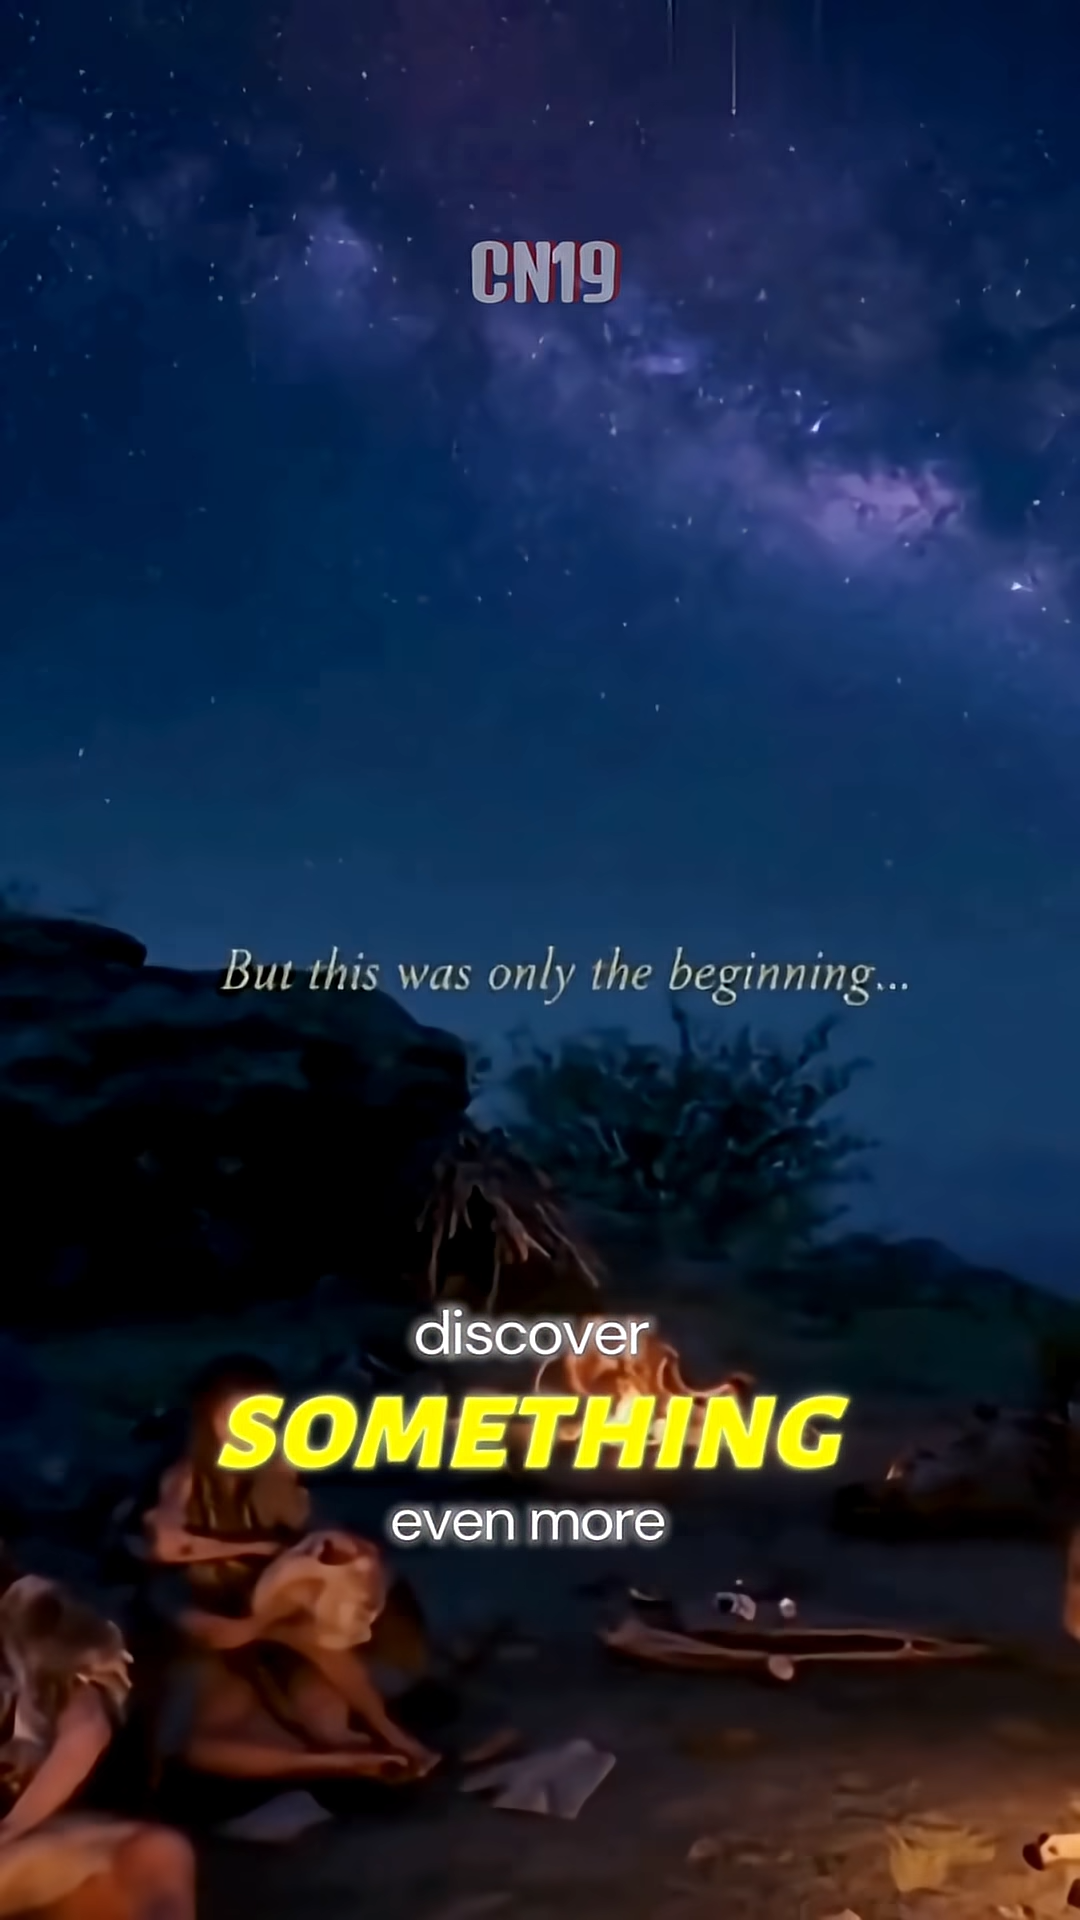 CN19
But this was only the beginning...
discover
SOMETHING
even more